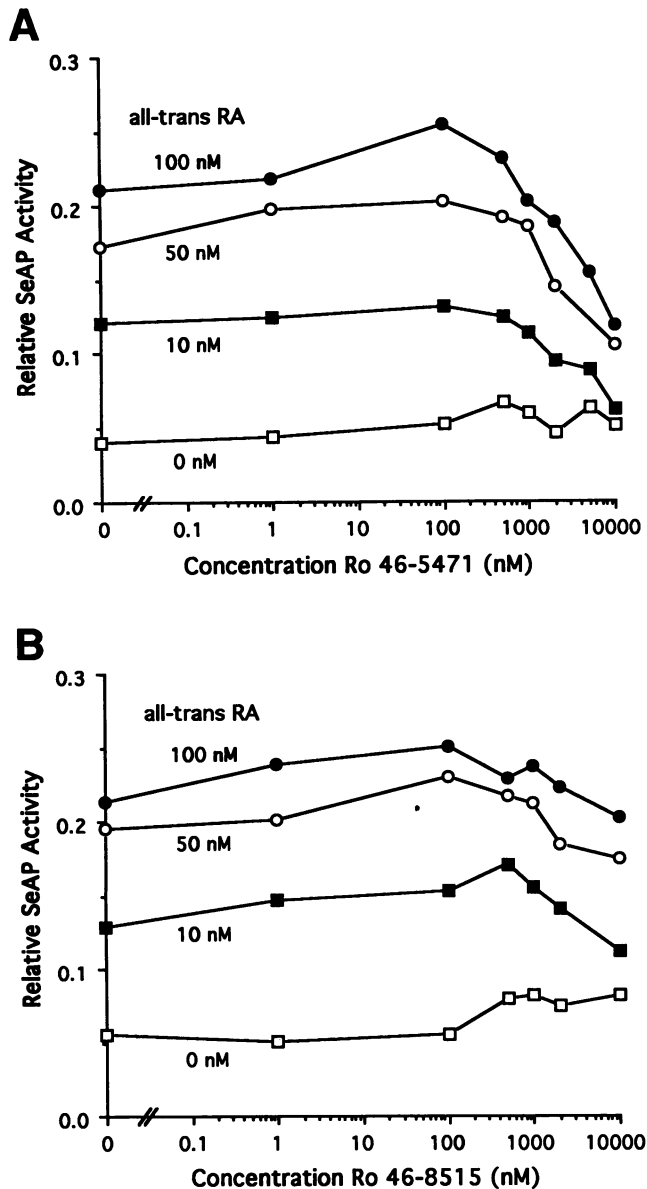 A
0.3
all-trans RA
100 nM
0.2
50 nM
Relative SeAP Activity
10 nM
0.1
0 nM
0.0
0 0.1 1 10 100 1000 10000
Concentration Ro 46-5471 (nM)
B
0.3
all-trans RA
100 nM
0.2
50 nM
Relative SeAP Activity
10 nM
0.1
0 nM
0.0
0 0.1 1 10 100 1000 10000
Concentration Ro 46-8515 (nM)